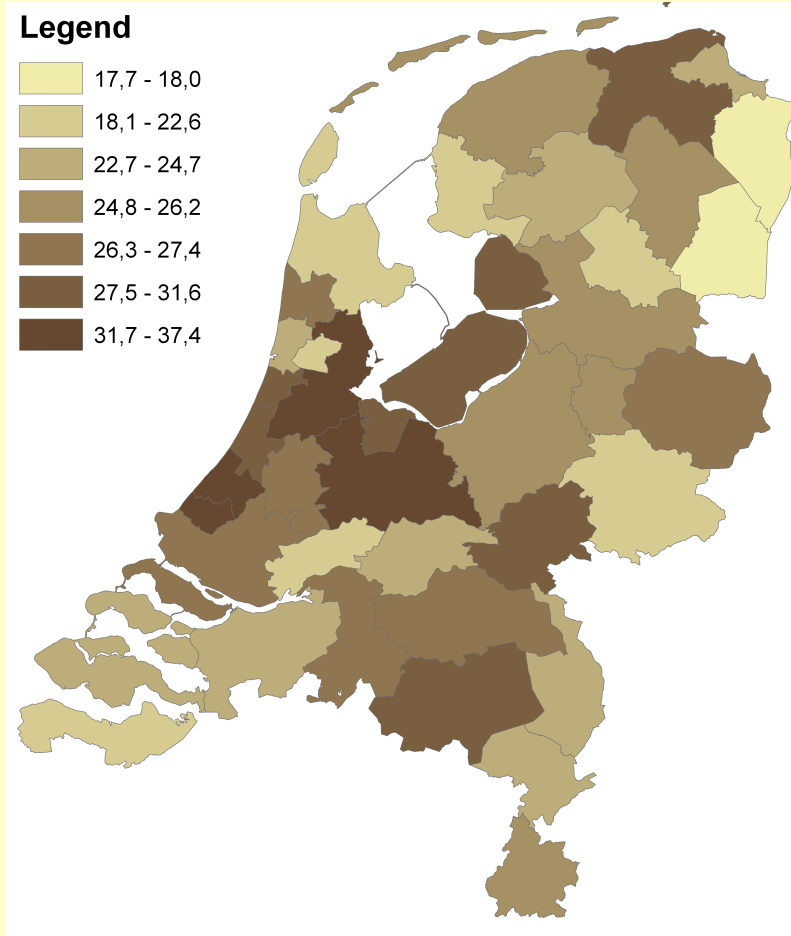 Legend
17,7 - 18,0
18,1 - 22,6
22,7 - 24,7
24,8 - 26,2
26,3 - 27,4
27,5 - 31,6
31,7 - 37,4